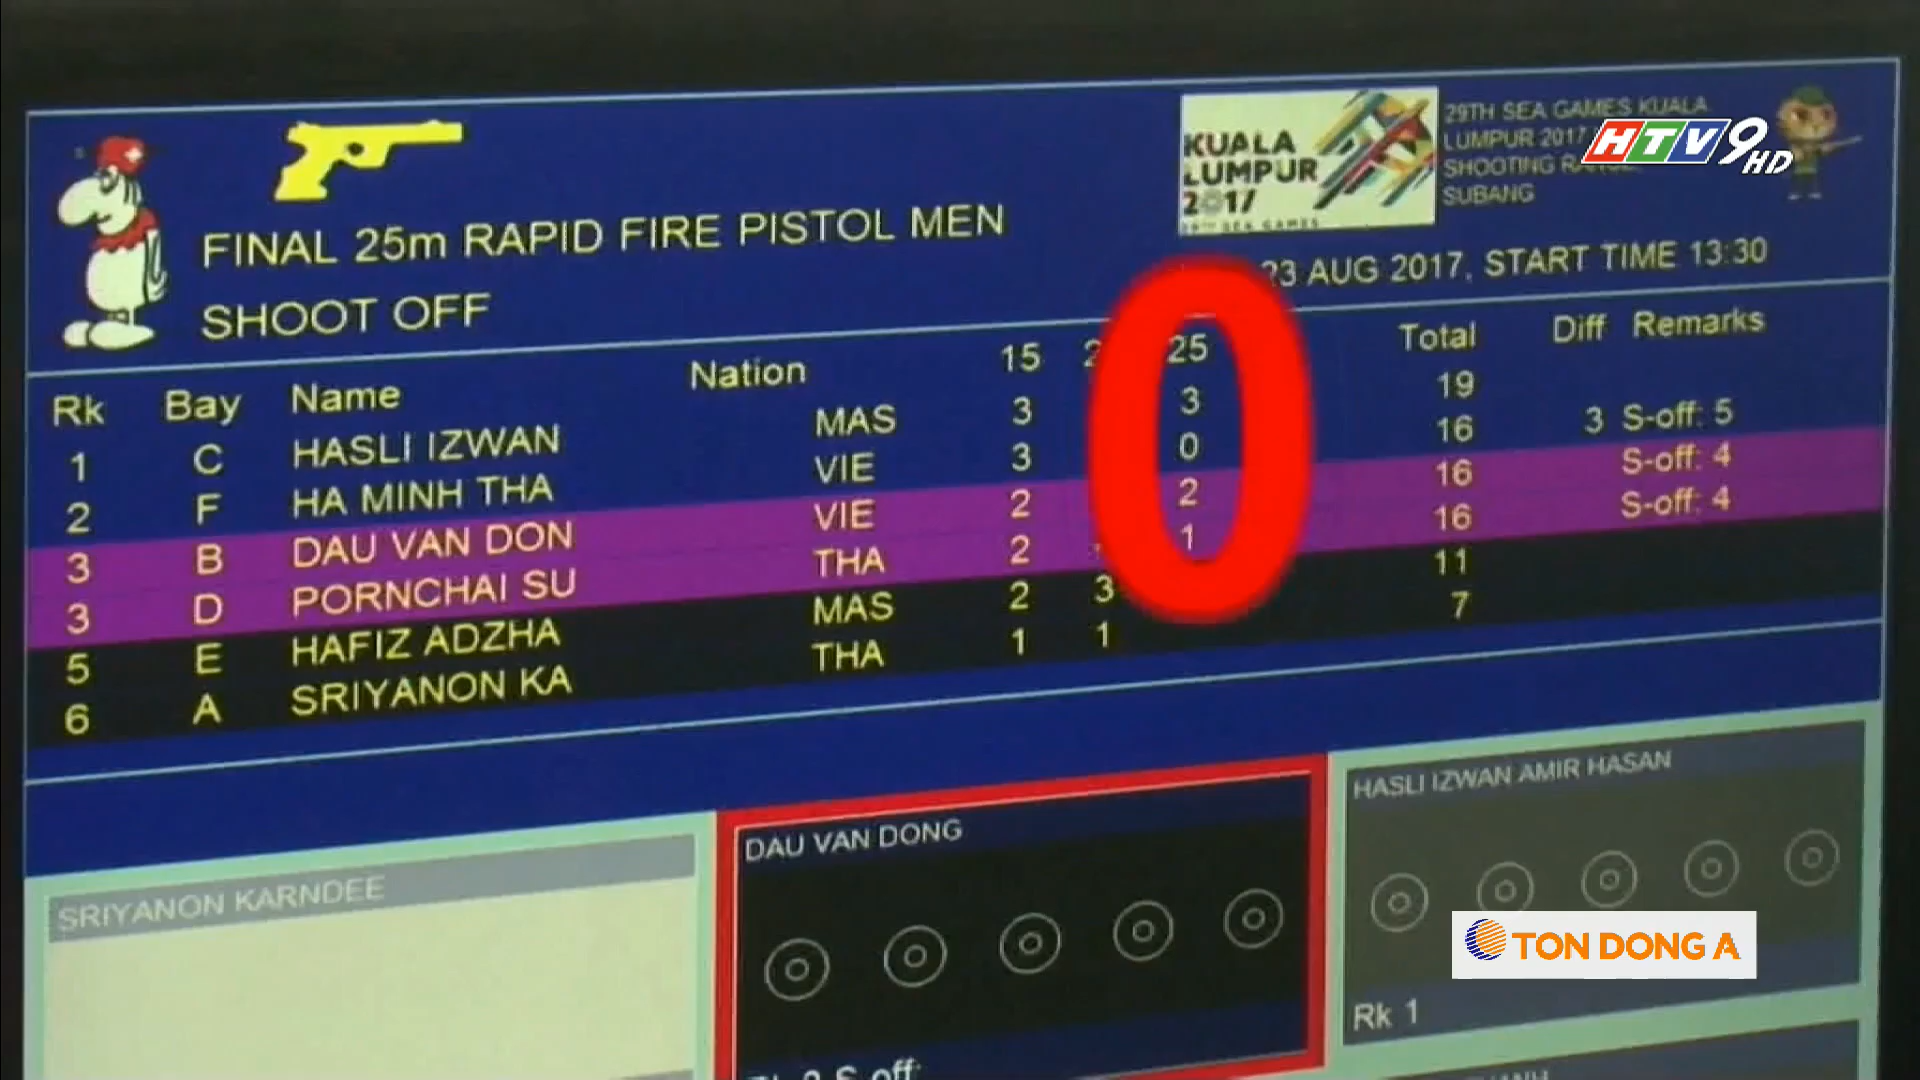 29TH SEA GAMES KUALA
LUMPUR 2017
SHOOTING
SUBANG
HTV9 HD
KUALA
LUMPUR
2017
29TH SEA GAMES
FINAL 25m RAPID FIRE PISTOL MEN
23 AUG 2017, START TIME 13:30
SHOOT OFF
0
Rk Bay Name Nation 15 25 Total Diff Remarks
1 C HASLI IZWAN MAS 3 3 19
2 F HA MINH THA VIE 3 0 16 3 S-off: 5
3 B DAU VAN DON VIE 2 2 16 S-off: 4
3 D PORNCHAI SU THA 2 1 16 S-off: 4
5 E HAFIZ ADZHA MAS 2 3 11
6 A SRIYANON KA THA 1 1 7
SRIYANON KARNDEE
DAU VAN DONG
HASLI IZWAN AMIR HASAN
TON DONG A
Rk 1
S-off: